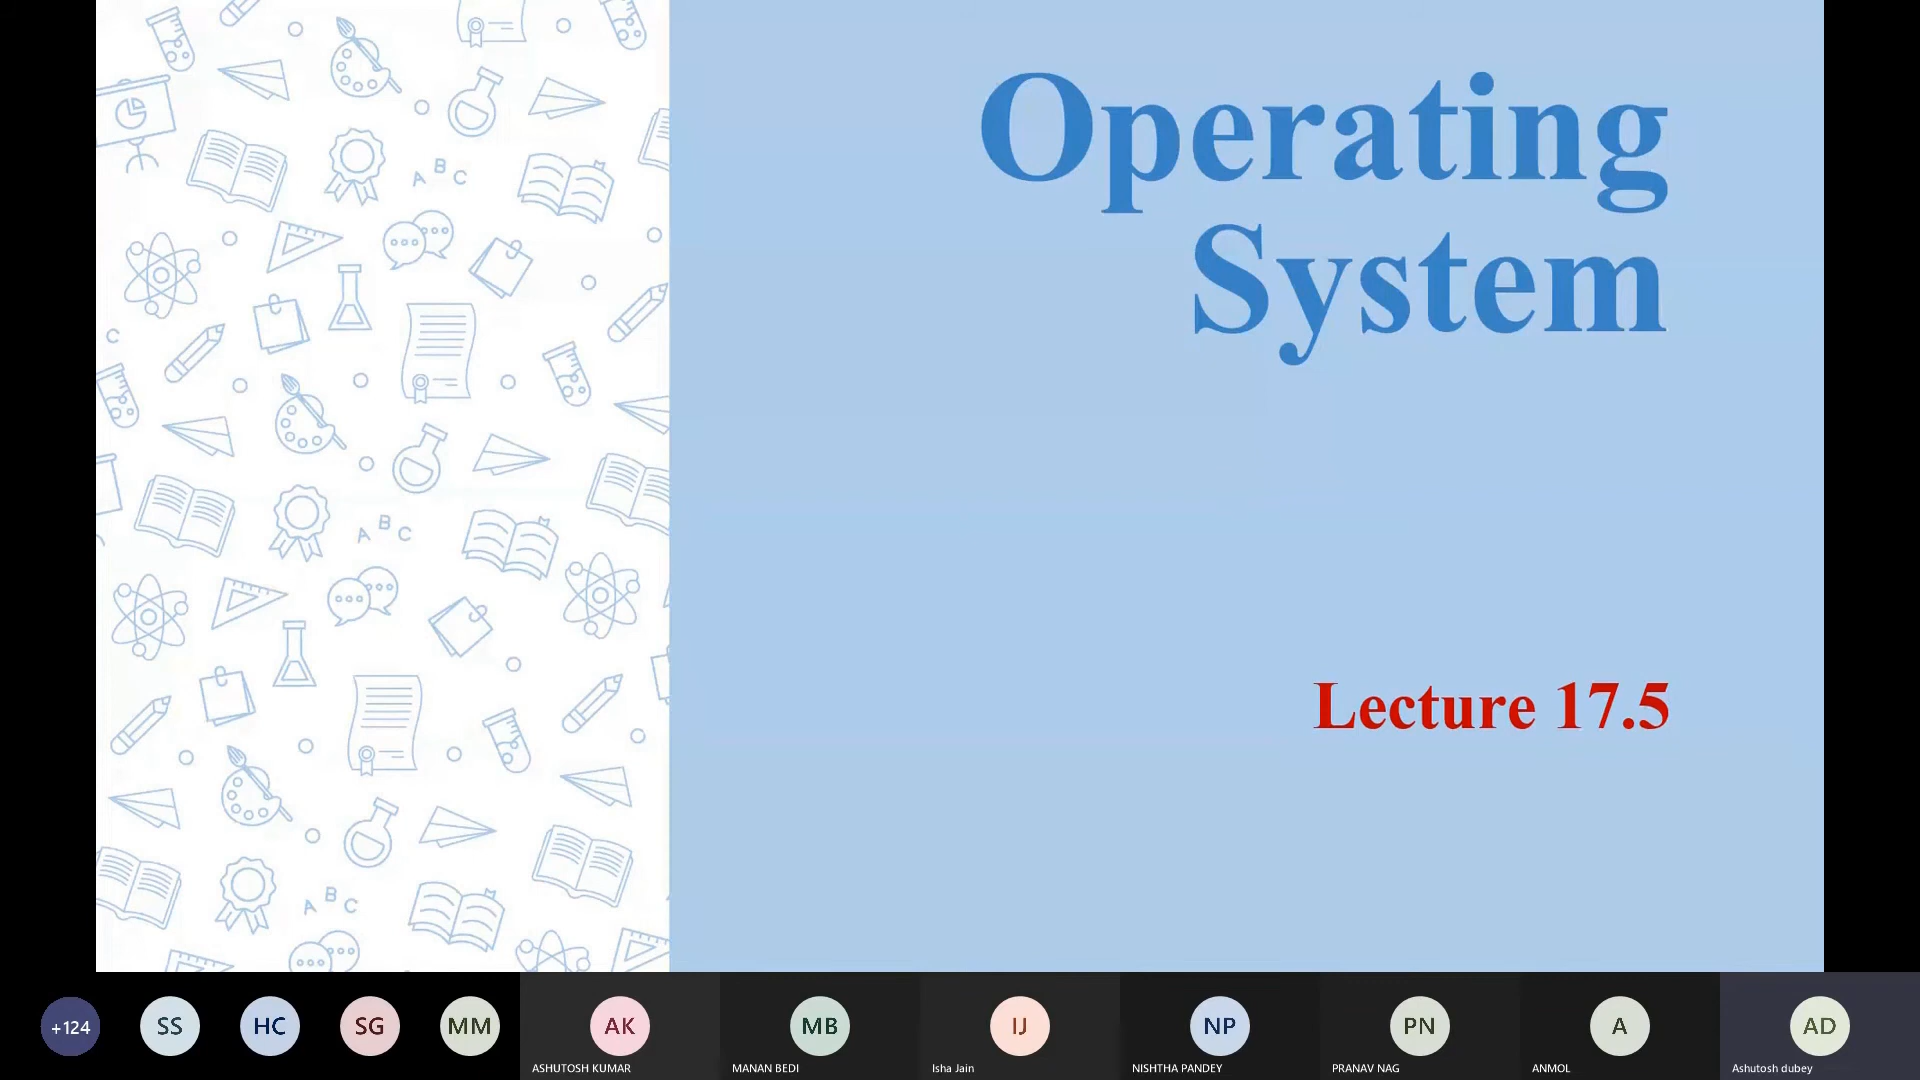 Operating
System
Lecture 17.5
A B C
A B C
A B C
C
+124
SS
HC
SG
MM
AK
MB
IJ
NP
PN
A
AD
ASHUTOSH KUMAR
MANAN BEDI
Isha Jain
NISHTHA PANDEY
PRANAV NAG
ANMOL
Ashutosh dubey